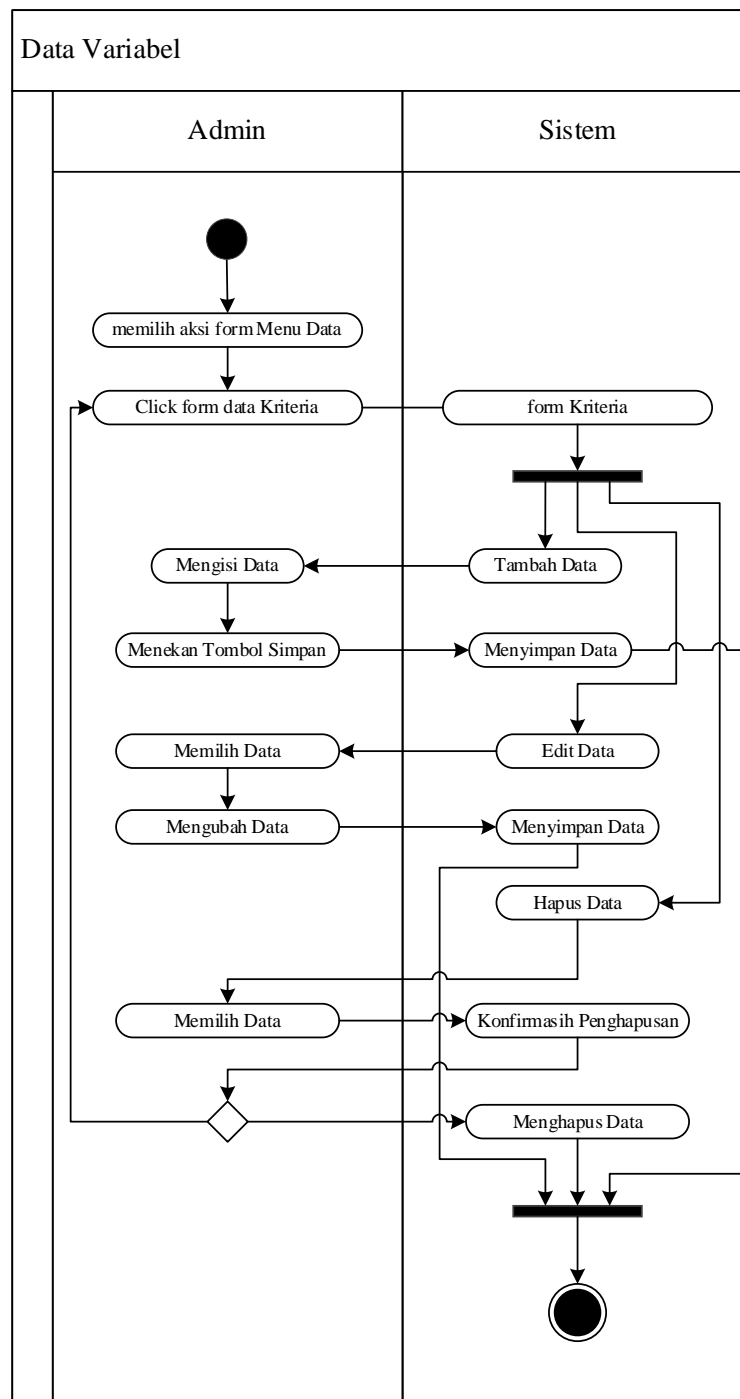 Data Variabel
Admin
Sistem
memilih aksi form Menu Data
Click form data Kriteria
form Kriteria
Mengisi Data
Tambah Data
Menekan Tombol Simpan
Menyimpan Data
Memilih Data
Edit Data
Mengubah Data
Menyimpan Data
Hapus Data
Memilih Data
Konfirmasih Penghapusan
Menghapus Data